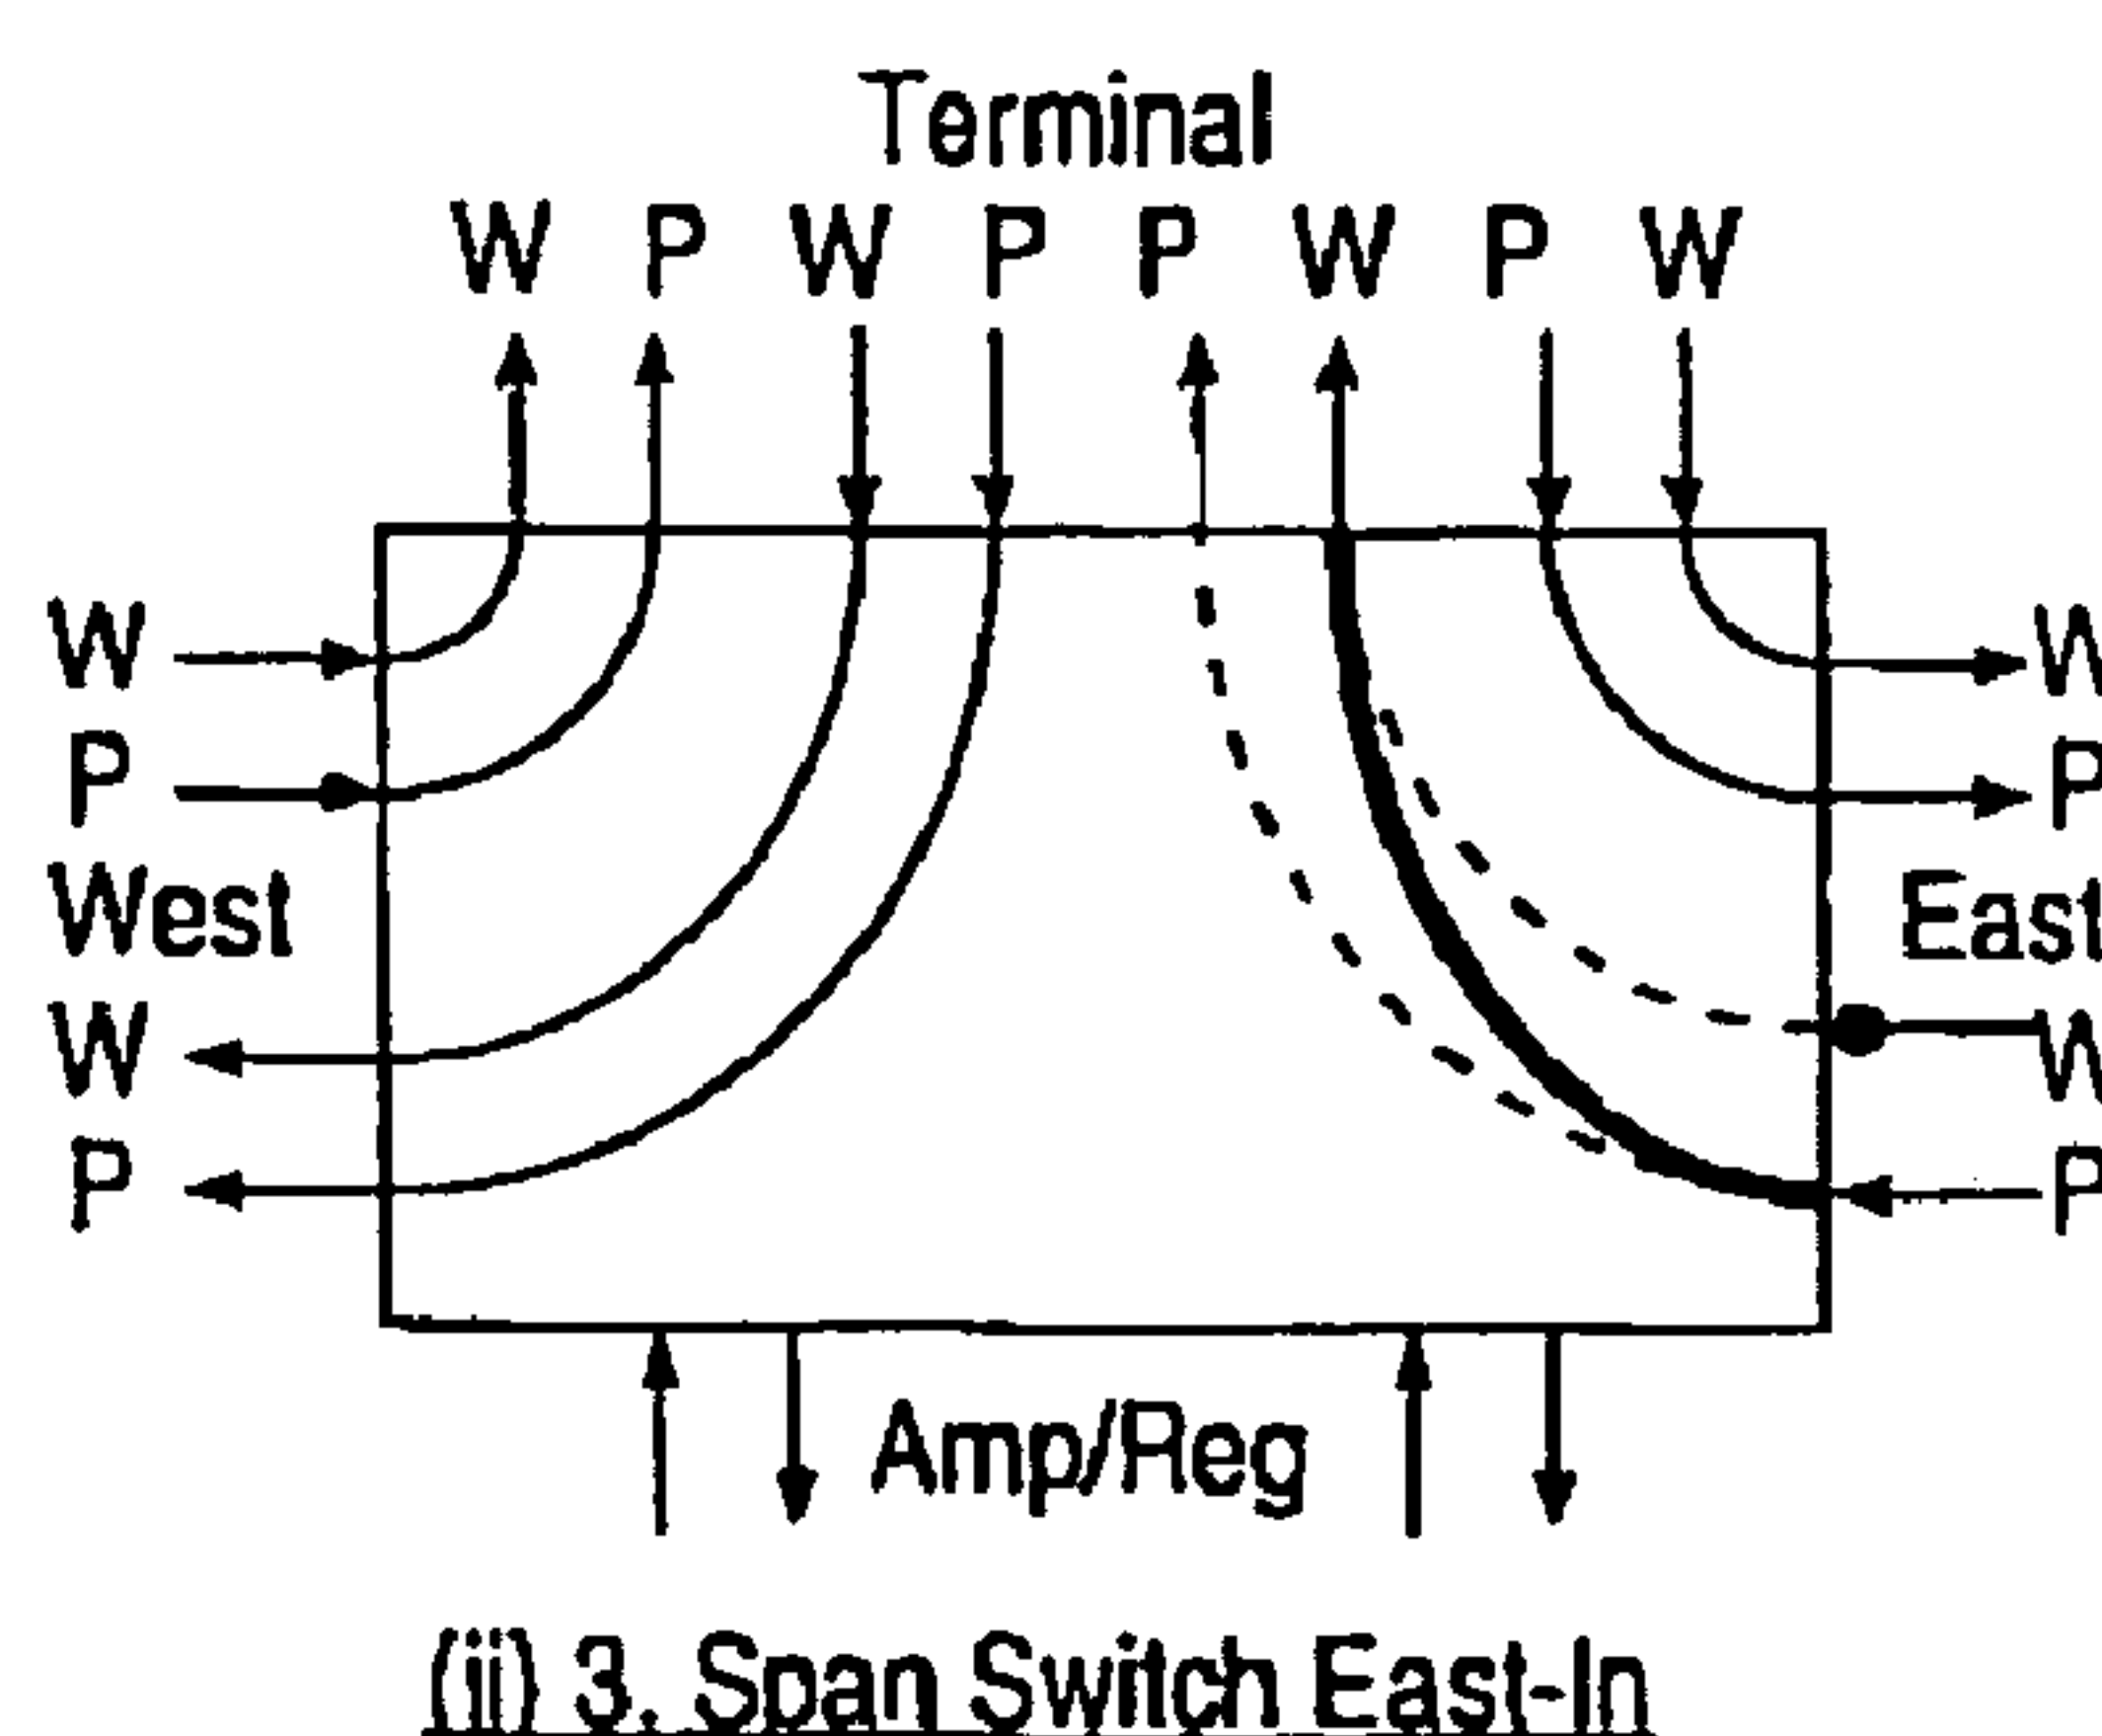 Terminal
W P W P P W P W
W W
P P
West East
W W
P P
Amp/Reg
(ii) 3. Span Switch East-In